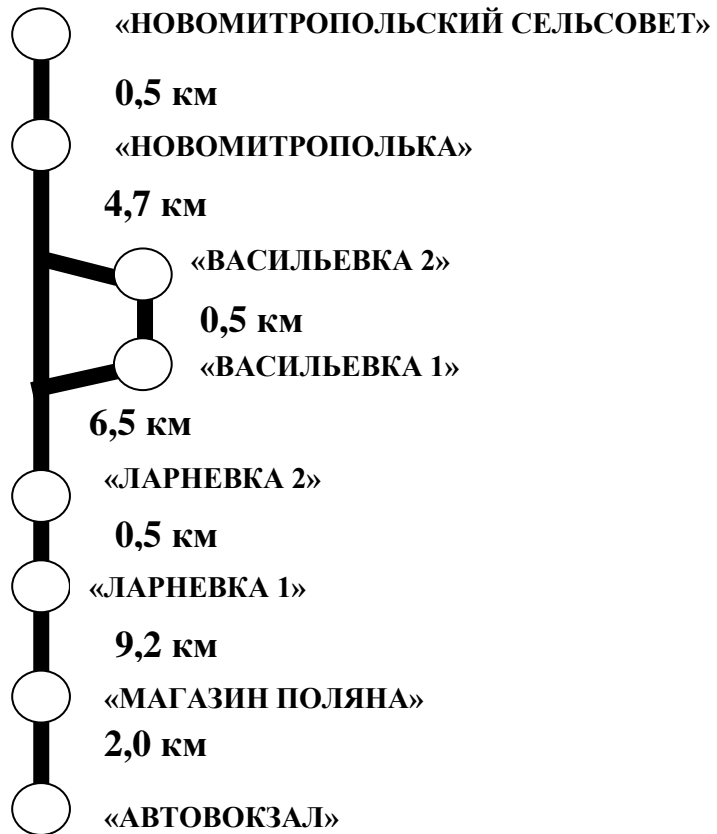 «НОВОМИТРОПОЛЬСКИЙ СЕЛЬСОВЕТ»
0,5 км
«НОВОМИТРОПОЛЬКА»
4,7 км
«ВАСИЛЬЕВКА 2»
0,5 км
«ВАСИЛЬЕВКА 1»
6,5 км
«ЛАРНЕВКА 2»
0,5 км
«ЛАРНЕВКА 1»
9,2 км
«МАГАЗИН ПОЛЯНА»
2,0 км
«АВТОВОКЗАЛ»